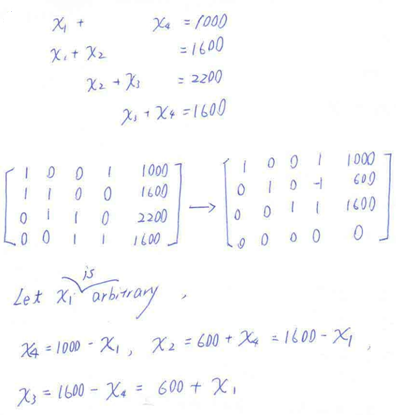 x₁ + x₄ = 1000
x₁ + x₂ = 1600
x₂ + x₃ = 2200
x₃ + x₄ = 1600
[ 1 0 0 1 1000 ] → [ 1 0 0 1 1000 ]
[ 1 1 0 0 1600 ] [ 0 1 0 -1 600 ]
[ 0 1 1 0 2200 ] [ 0 0 1 1 1600 ]
[ 0 0 1 1 1600 ] [ 0 0 0 0 0 ]
is
Let x₁ arbitrary ,
x₄ = 1000 - x₁ , x₂ = 600 + x₄ = 1600 - x₁ ,
x₃ = 1600 - x₄ = 600 + x₁